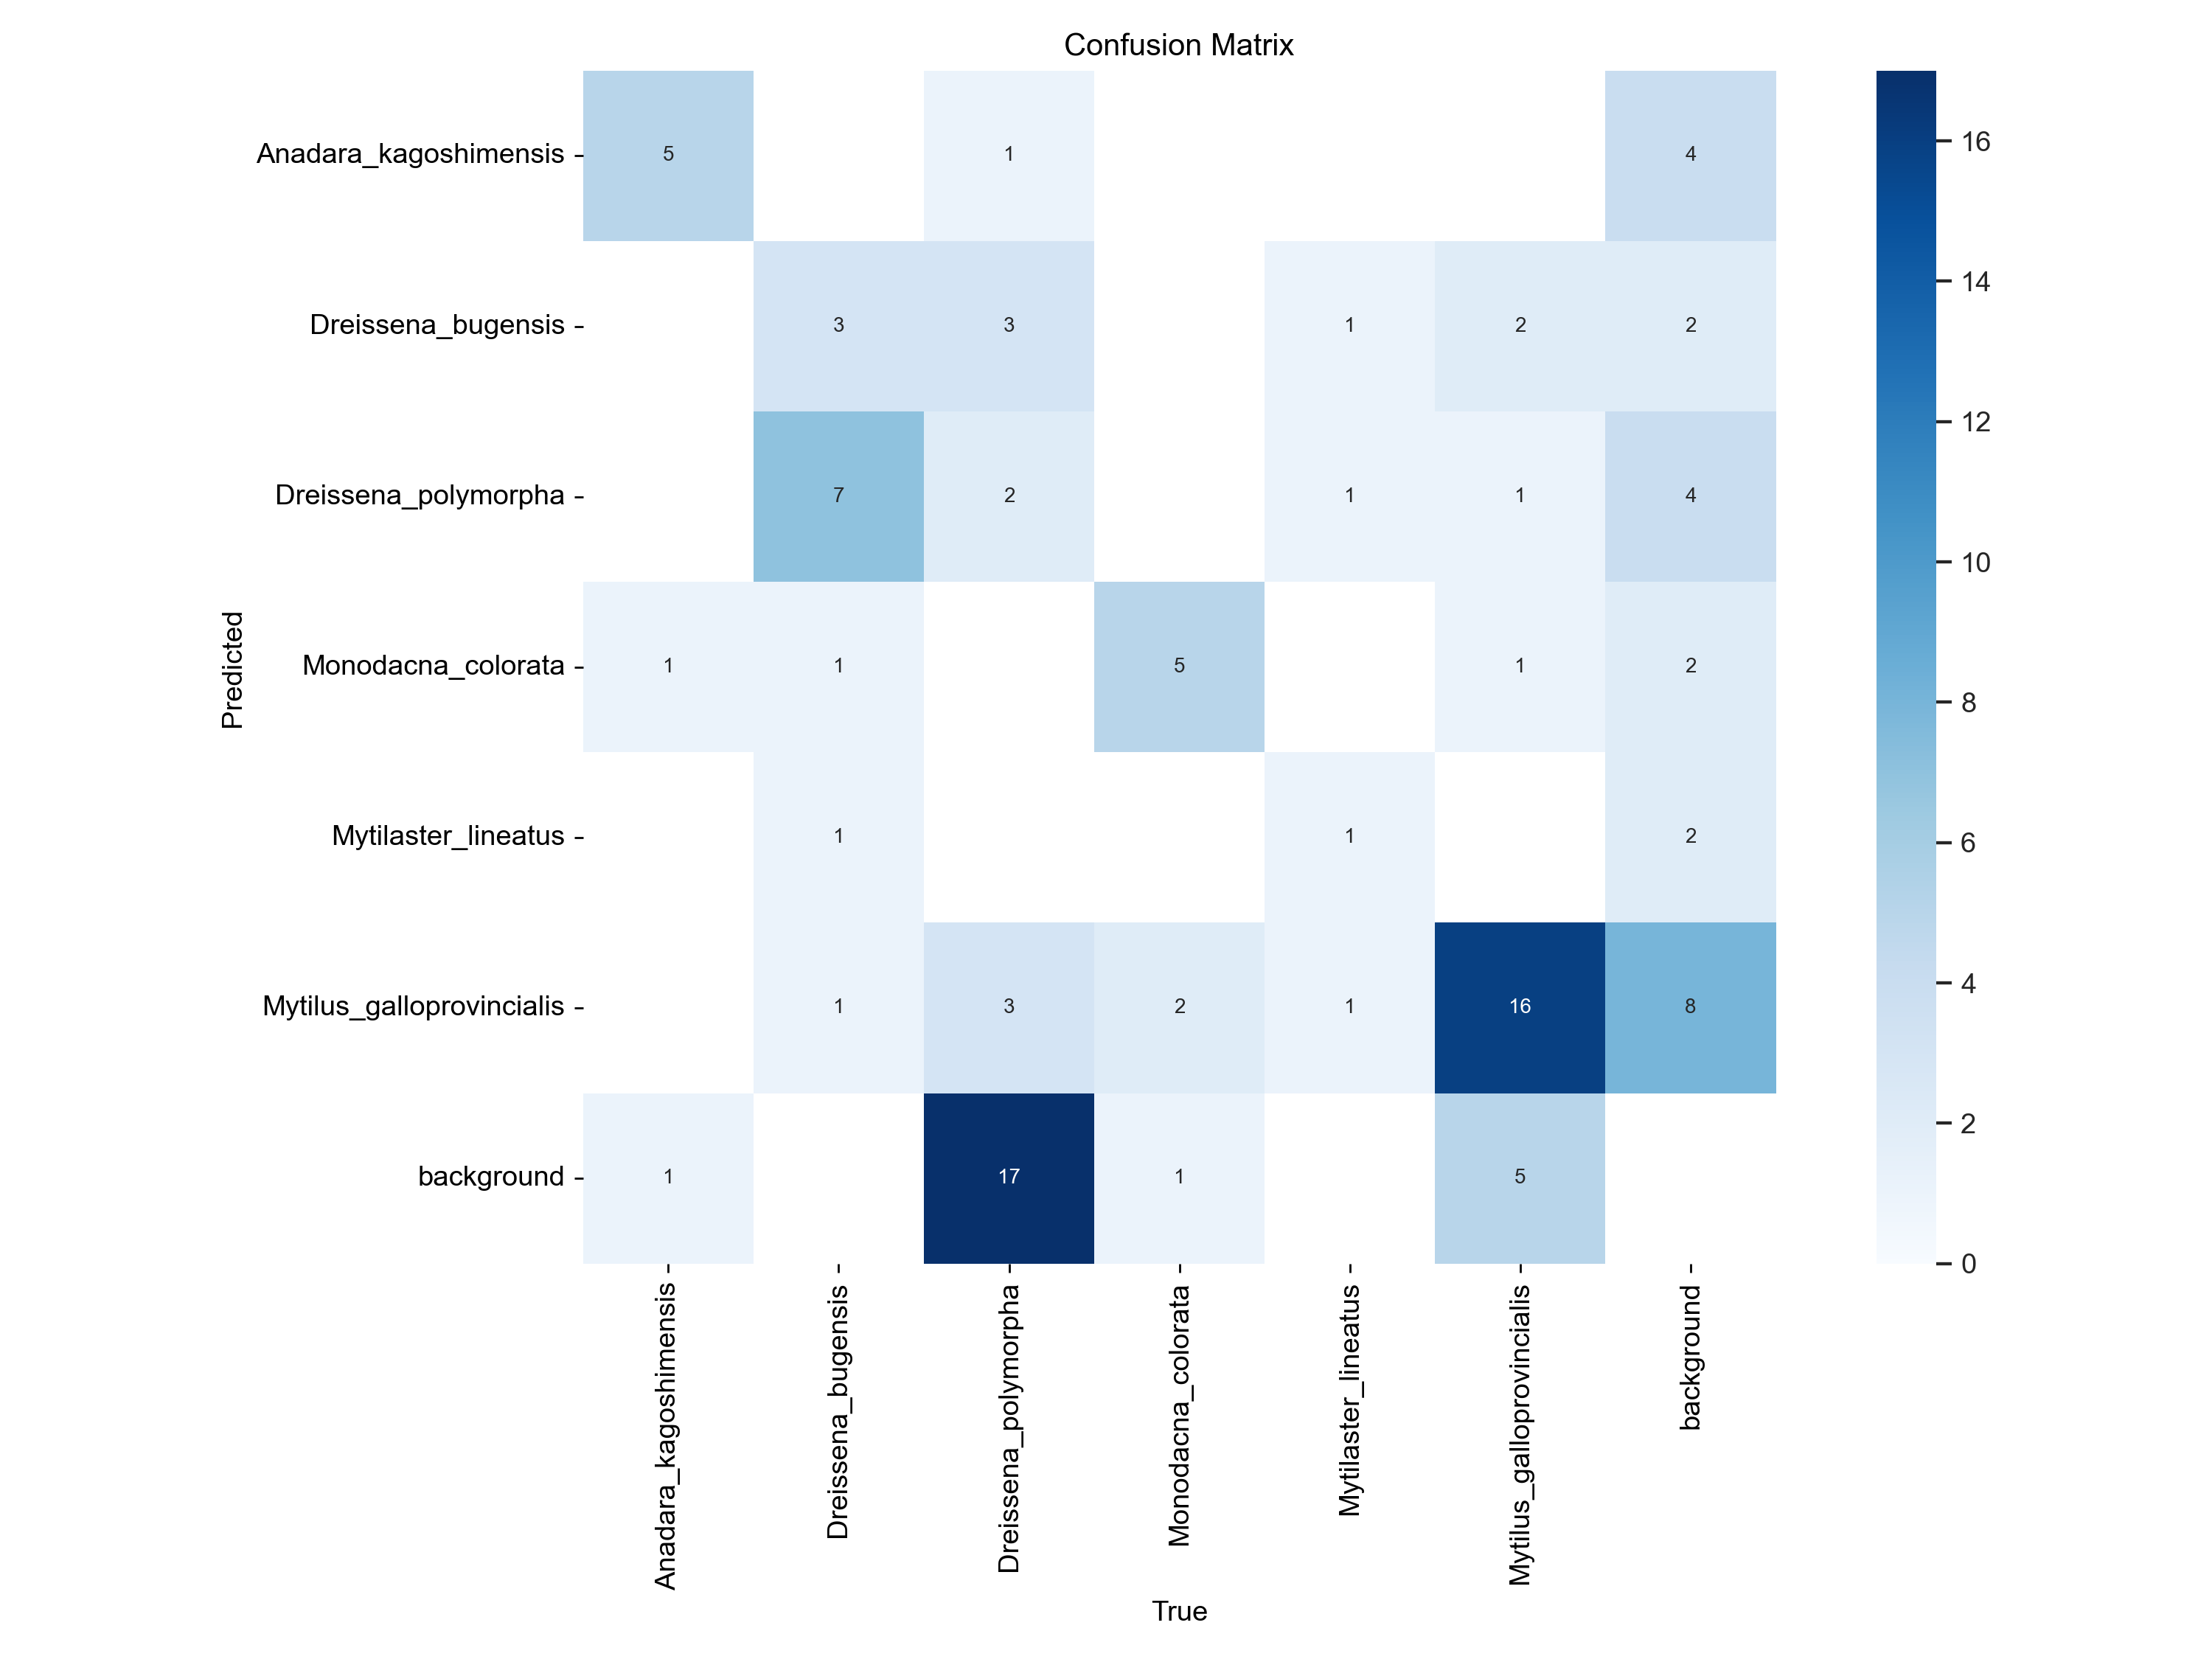 Confusion Matrix
Anadara_kagoshimensis 5 1 4
Dreissena_bugensis 3 3 1 2 2
Dreissena_polymorpha 7 2 1 1 4
Monodacna_colorata 1 1 5 1 2
Mytilaster_lineatus 1 1 2
Mytilus_galloprovincialis 1 3 2 1 16 8
background 1 17 1 5
Predicted
Anadara_kagoshimensis
Dreissena_bugensis
Dreissena_polymorpha
Monodacna_colorata
Mytilaster_lineatus
Mytilus_galloprovincialis
background
True
16
14
12
10
8
6
4
2
0